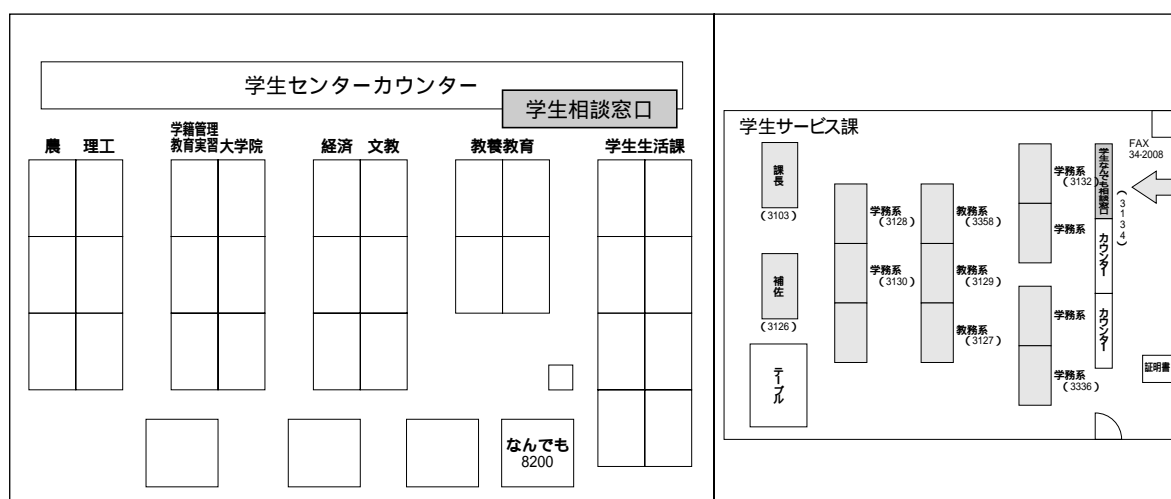 学生センターカウンター
学生相談窓口
農 理工
学籍管理
教育実習 大学院
経済 文教
教養教育
学生生活課
なんでも
8200
学生サービス課
課長
(3103)
補佐
(3126)
テーブル
学務系
(3128)
学務系
(3130)
教務系
(3358)
教務系
(3129)
教務系
(3127)
学務系
(3132)
学務系
学務系
学務系
(3336)
学生なんでも相談窓口
(3134)
カウンター
カウンター
FAX
34-2008
証明書